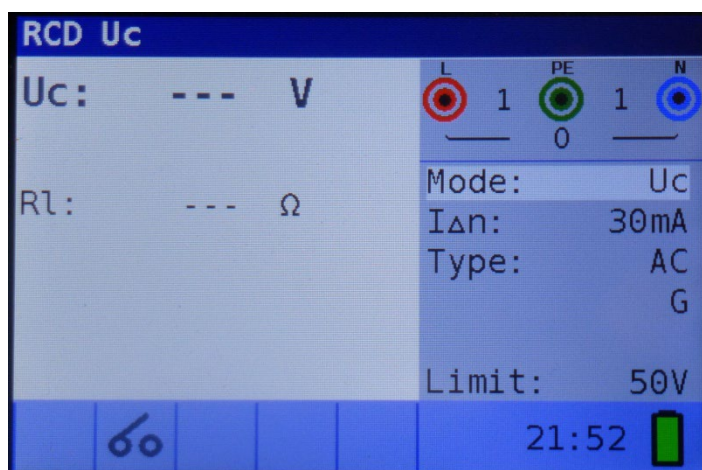 RCD Uc
Uc: --- V
Rl: --- Ω
L PE N
1 1
0
Mode: Uc
I∆n: 30mA
Type: AC
G
Limit: 50V
21:52